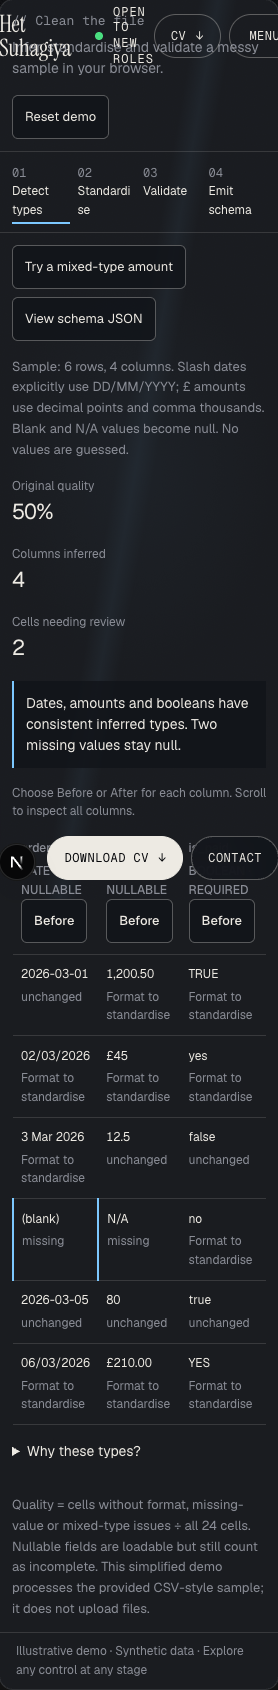 // Clean the file
Het
Sumagiya
OPEN
TO
NEW
ROLES
CV ↓
MENU
standardise and validate a messy
sample in your browser.
Reset demo
01
Detect
types
02
Standardi
se
03
Validate
04
Emit
schema
Try a mixed-type amount
View schema JSON
Sample: 6 rows, 4 columns. Slash dates
explicitly use DD/MM/YYYY; £ amounts
use decimal points and comma thousands.
Blank and N/A values become null. No
values are guessed.
Original quality
50%
Columns inferred
4
Cells needing review
2
Dates, amounts and booleans have
consistent inferred types. Two
missing values stay null.
Choose Before or After for each column. Scroll
to inspect all columns.
N
DOWNLOAD CV ↓
CONTACT
NULLABLE NULLABLE REQUIRED
Before Before Before
2026-03-01 1,200.50 TRUE
unchanged Format to Format to
standardise standardise
02/03/2026 £45 yes
Format to Format to Format to
standardise standardise standardise
3 Mar 2026 12.5 false
Format to unchanged unchanged
standardise
(blank) N/A no
missing missing Format to
standardise
2026-03-05 80 true
unchanged unchanged unchanged
06/03/2026 £210.00 YES
Format to Format to Format to
standardise standardise standardise
▶ Why these types?
Quality = cells without format, missing-
value or mixed-type issues ÷ all 24 cells.
Nullable fields are loadable but still count
as incomplete. This simplified demo
processes the provided CSV-style sample;
it does not upload files.
Illustrative demo · Synthetic data · Explore
any control at any stage